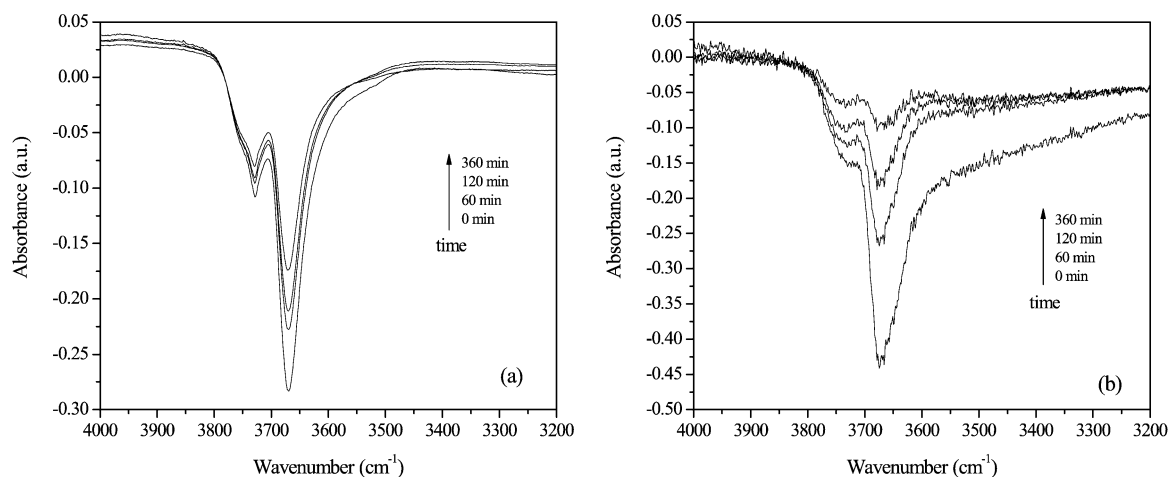 0.05
0.00
-0.05
-0.10
-0.15
-0.20
-0.25
-0.30
Absorbance (a.u.)
360 min
120 min
60 min
0 min
time
(a)
4000 3900 3800 3700 3600 3500 3400 3300 3200
Wavenumber (cm-1)
0.05
0.00
-0.05
-0.10
-0.15
-0.20
-0.25
-0.30
-0.35
-0.40
-0.45
-0.50
Absorbance (a.u.)
360 min
120 min
60 min
0 min
time
(b)
4000 3900 3800 3700 3600 3500 3400 3300 3200
Wavenumber (cm-1)